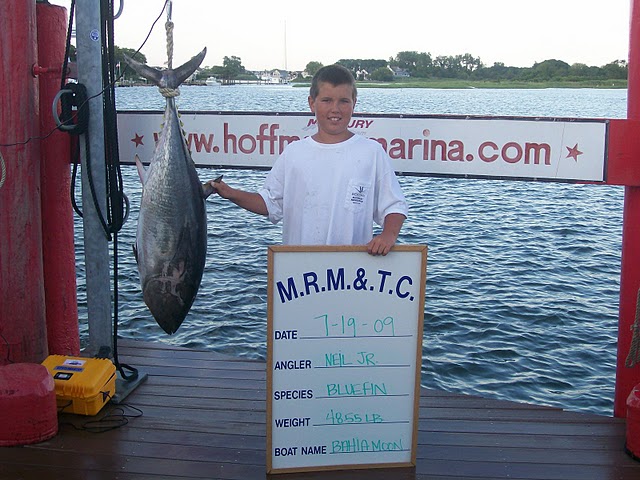 MERCURY
www.hoffm marina.com
M.R.M.&.T.C.
DATE 7-19-09
ANGLER NEIL JR.
SPECIES BLUEFIN
WEIGHT 48.55 LB
BOAT NAME BAHIA MOON